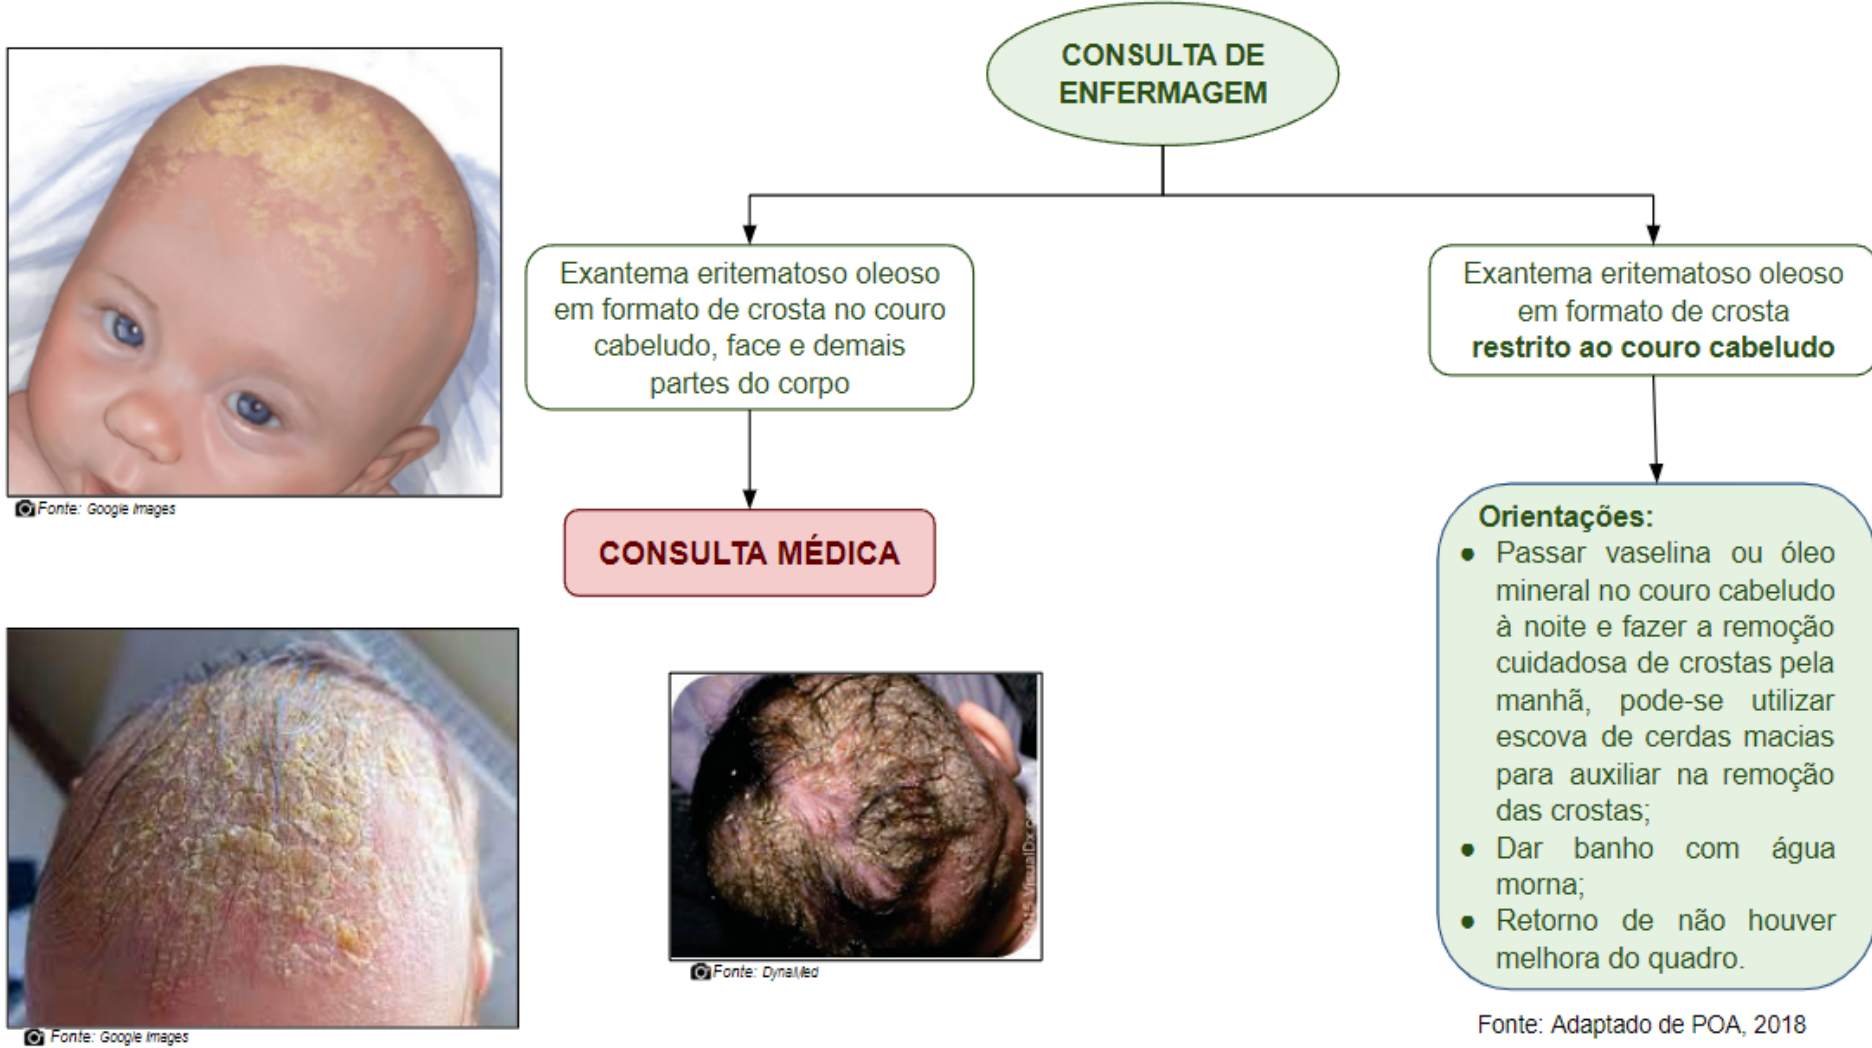 CONSULTA DE
ENFERMAGEM
Exantema eritematoso oleoso
em formato de crosta no couro
cabeludo, face e demais
partes do corpo
Exantema eritematoso oleoso
em formato de crosta
restrito ao couro cabeludo
CONSULTA MÉDICA
Orientações:
● Passar vaselina ou óleo
mineral no couro cabeludo
à noite e fazer a remoção
cuidadosa de crostas pela
manhã, pode-se utilizar
escova de cerdas macias
para auxiliar na remoção
das crostas;
● Dar banho com água
morna;
● Retorno de não houver
melhora do quadro.
Fonte: Google Images
Fonte: Google Images
Fonte: DynaMed
Fonte: Adaptado de POA, 2018